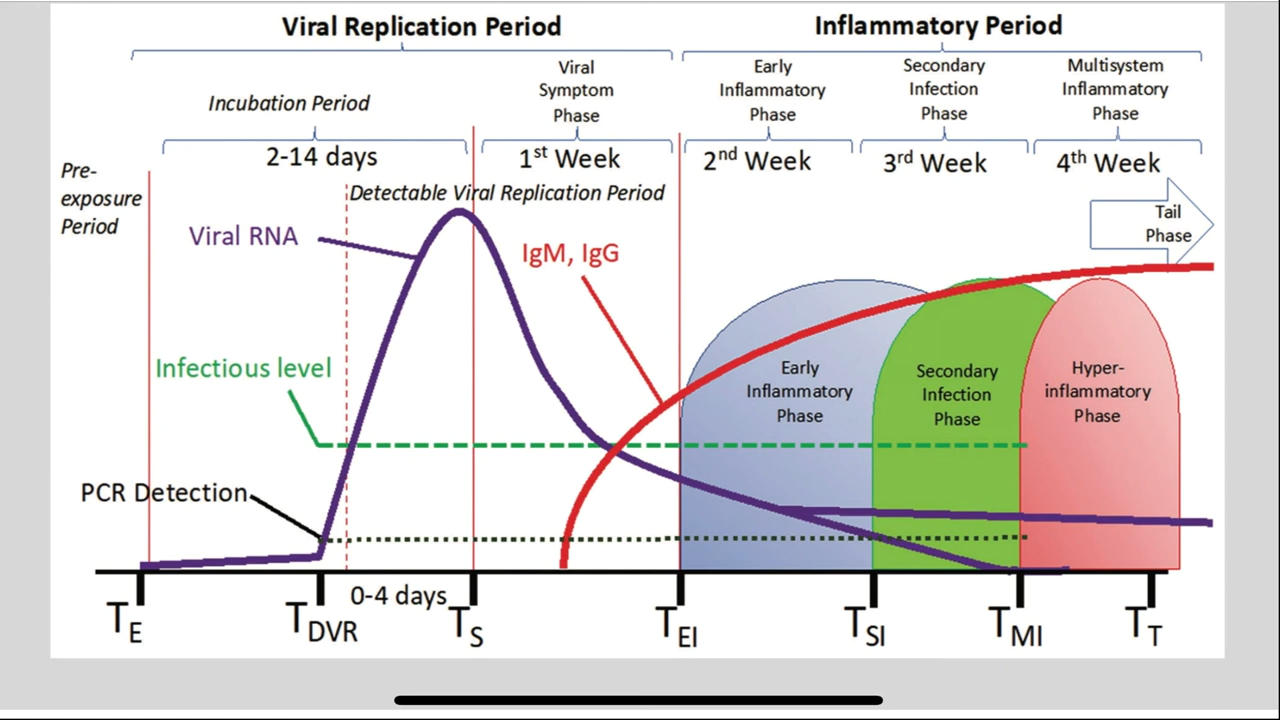 Viral Replication Period
Inflammatory Period
Incubation Period
Viral
Symptom
Phase
Early
Inflammatory
Phase
Secondary
Infection
Phase
Multisystem
Inflammatory
Phase
2-14 days
1st Week
2nd Week
3rd Week
4th Week
Pre-
exposure
Period
Detectable Viral Replication Period
Tail
Phase
Viral RNA
IgM, IgG
Infectious level
Early
Inflammatory
Phase
Secondary
Infection
Phase
Hyper-
inflammatory
Phase
PCR Detection
0-4 days
TE
TDVR
TS
TEI
TSI
TMI
TT